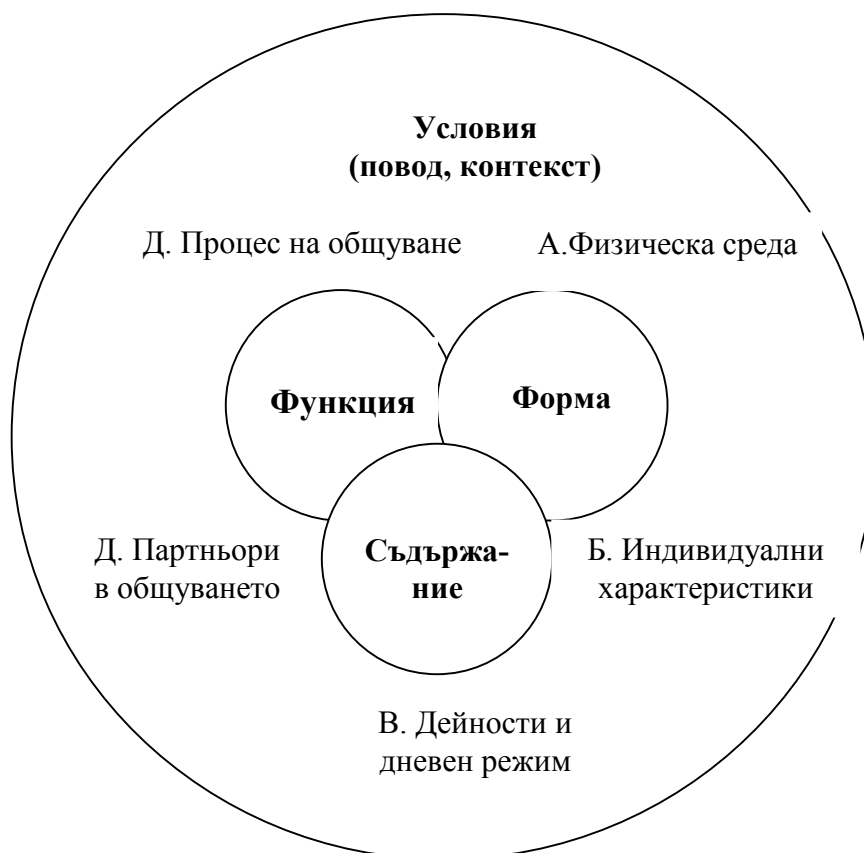 Условия
(повод, контекст)
Д. Процес на общуване
А.Физическа среда
Функция
Форма
Д. Партньори
в общуването
Съдържа-
ние
Б. Индивидуални
характеристики
В. Дейности и
дневен режим